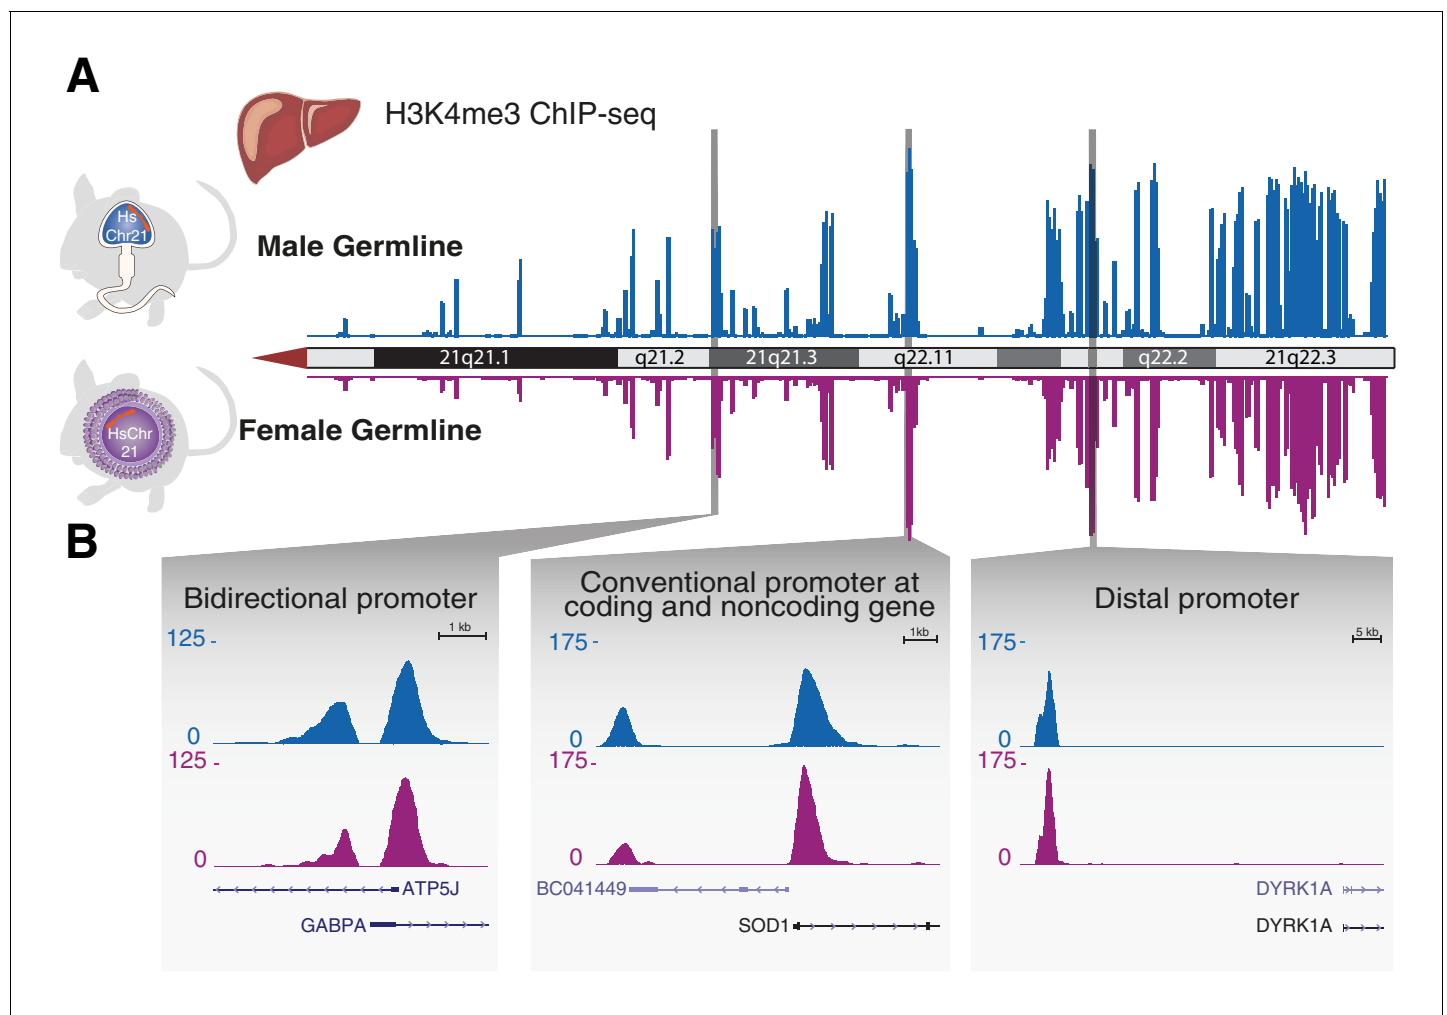 A
H3K4me3 ChIP-seq
Hs
Chr21
Male Germline
21q21.1
q21.2
21q21.3
q22.11
q22.2
21q22.3
HsChr
21
Female Germline
B
Bidirectional promoter
1 kb
125
0
125
0
ATP5J
GABPA
Conventional promoter at
coding and noncoding gene
1kb
175
0
175
0
BC041449
SOD1
Distal promoter
5 kb
175
0
175
0
DYRK1A
DYRK1A